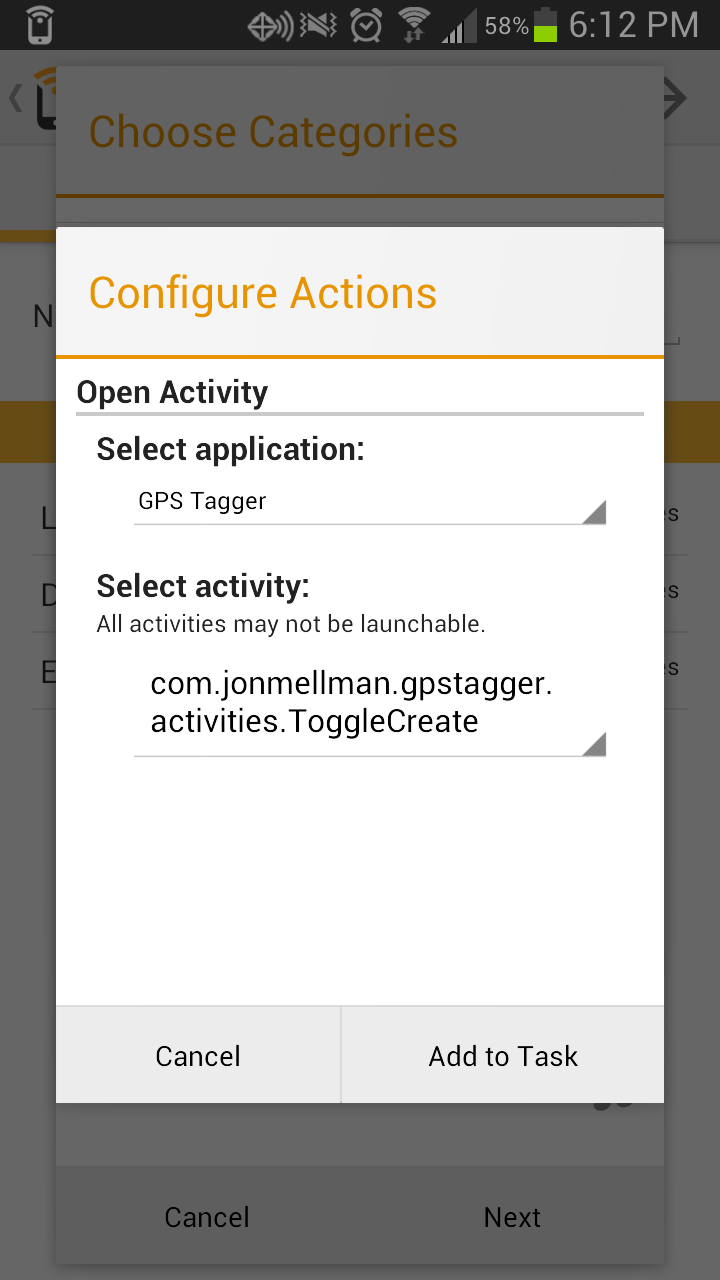 58% 6:12 PM
Choose Categories
N
Configure Actions
Open Activity
Select application:
GPS Tagger
L
s
Select activity:
D
s
All activities may not be launchable.
E
s
com.jonmellman.gpstagger.
activities.ToggleCreate
Cancel Add to Task
Cancel Next